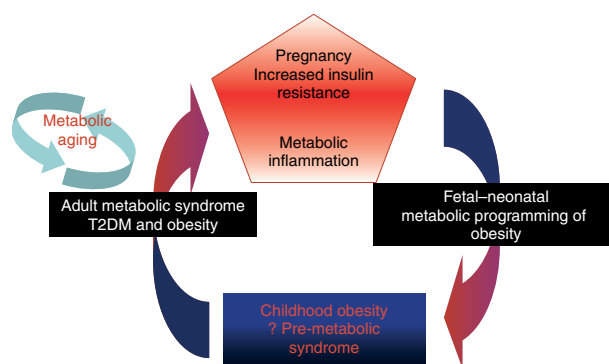 Pregnancy
Increased insulin
resistance
Metabolic
inflammation
Metabolic
aging
Adult metabolic syndrome
T2DM and obesity
Fetal–neonatal
metabolic programming of
obesity
Childhood obesity
? Pre-metabolic
syndrome